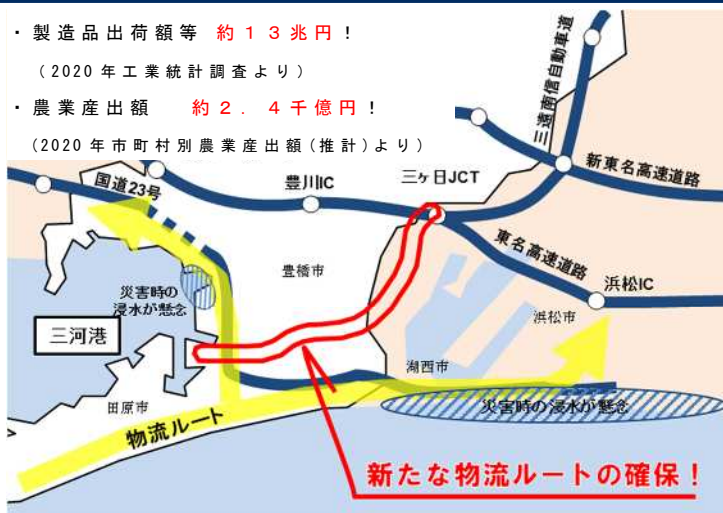 ・製造品出荷額等 約13兆円！
（2020年工業統計調査より）
・農業産出額 約2．4千億円！
(2020年市町村別農業産出額(推計)より)
三遠南信自動車道
新東名高速道路
国道23号
豊川IC
三ヶ日JCT
東名高速道路
浜松IC
豊橋市
災害時の
浸水が懸念
浜松市
三河港
湖西市
田原市
物流ルート
災害時の浸水が懸念
新たな物流ルートの確保！